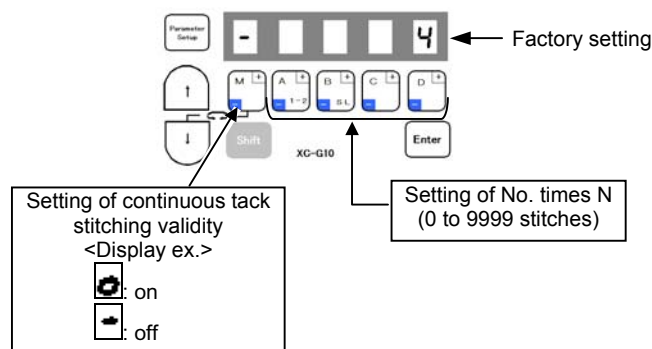 Parameter
Setup
- 4
Factory setting
↑
M + -
A + - 1-2
B + - S L
C + -
D + -
↓
Shift
XC-G10
Enter
Setting of continuous tack
stitching validity
<Display ex.>
o: on
-: off
Setting of No. times N
(0 to 9999 stitches)